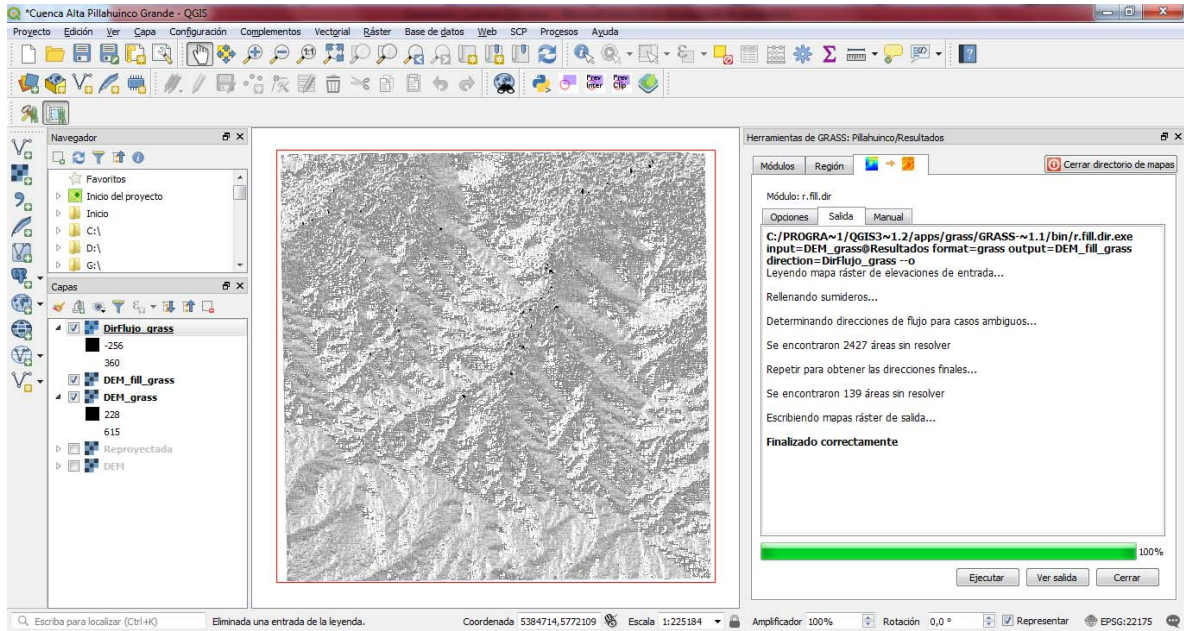 *Cuenca Alta Pillahuinco Grande - QGIS
Proyecto Edición Ver Capa Configuración Complementos Vectorial Ráster Base de datos Web SCP Procesos Ayuda
Prev Inter
Prev Clip
Navegador
Favoritos
Inicio del proyecto
Inicio
C:\
D:\
G:\
Capas
DirFlujo_grass
-256
360
DEM_fill_grass
DEM_grass
228
615
Reproyectada
DEM
Herramientas de GRASS: Pillahuinco/Resultados
Módulos Región Cerrar directorio de mapas
Módulo: r.fill.dir
Opciones Salida Manual
C:/PROGRA~1/QGIS3~1.2/apps/grass/GRASS-~1.1/bin/r.fill.dir.exe
input=DEM_grass@Resultados format=grass output=DEM_fill_grass
direction=DirFlujo_grass --o
Leyendo mapa ráster de elevaciones de entrada...
Rellenando sumideros...
Determinando direcciones de flujo para casos ambiguos...
Se encontraron 2427 áreas sin resolver
Repetir para obtener las direcciones finales...
Se encontraron 139 áreas sin resolver
Escribiendo mapas ráster de salida...
Finalizado correctamente
100%
Ejecutar Ver salida Cerrar
Escriba para localizar (Ctrl+K) Eliminada una entrada de la leyenda. Coordenada 5384714,5772109 Escala 1:225184 Amplificador 100% Rotación 0,0 ° Representar EPSG:22175